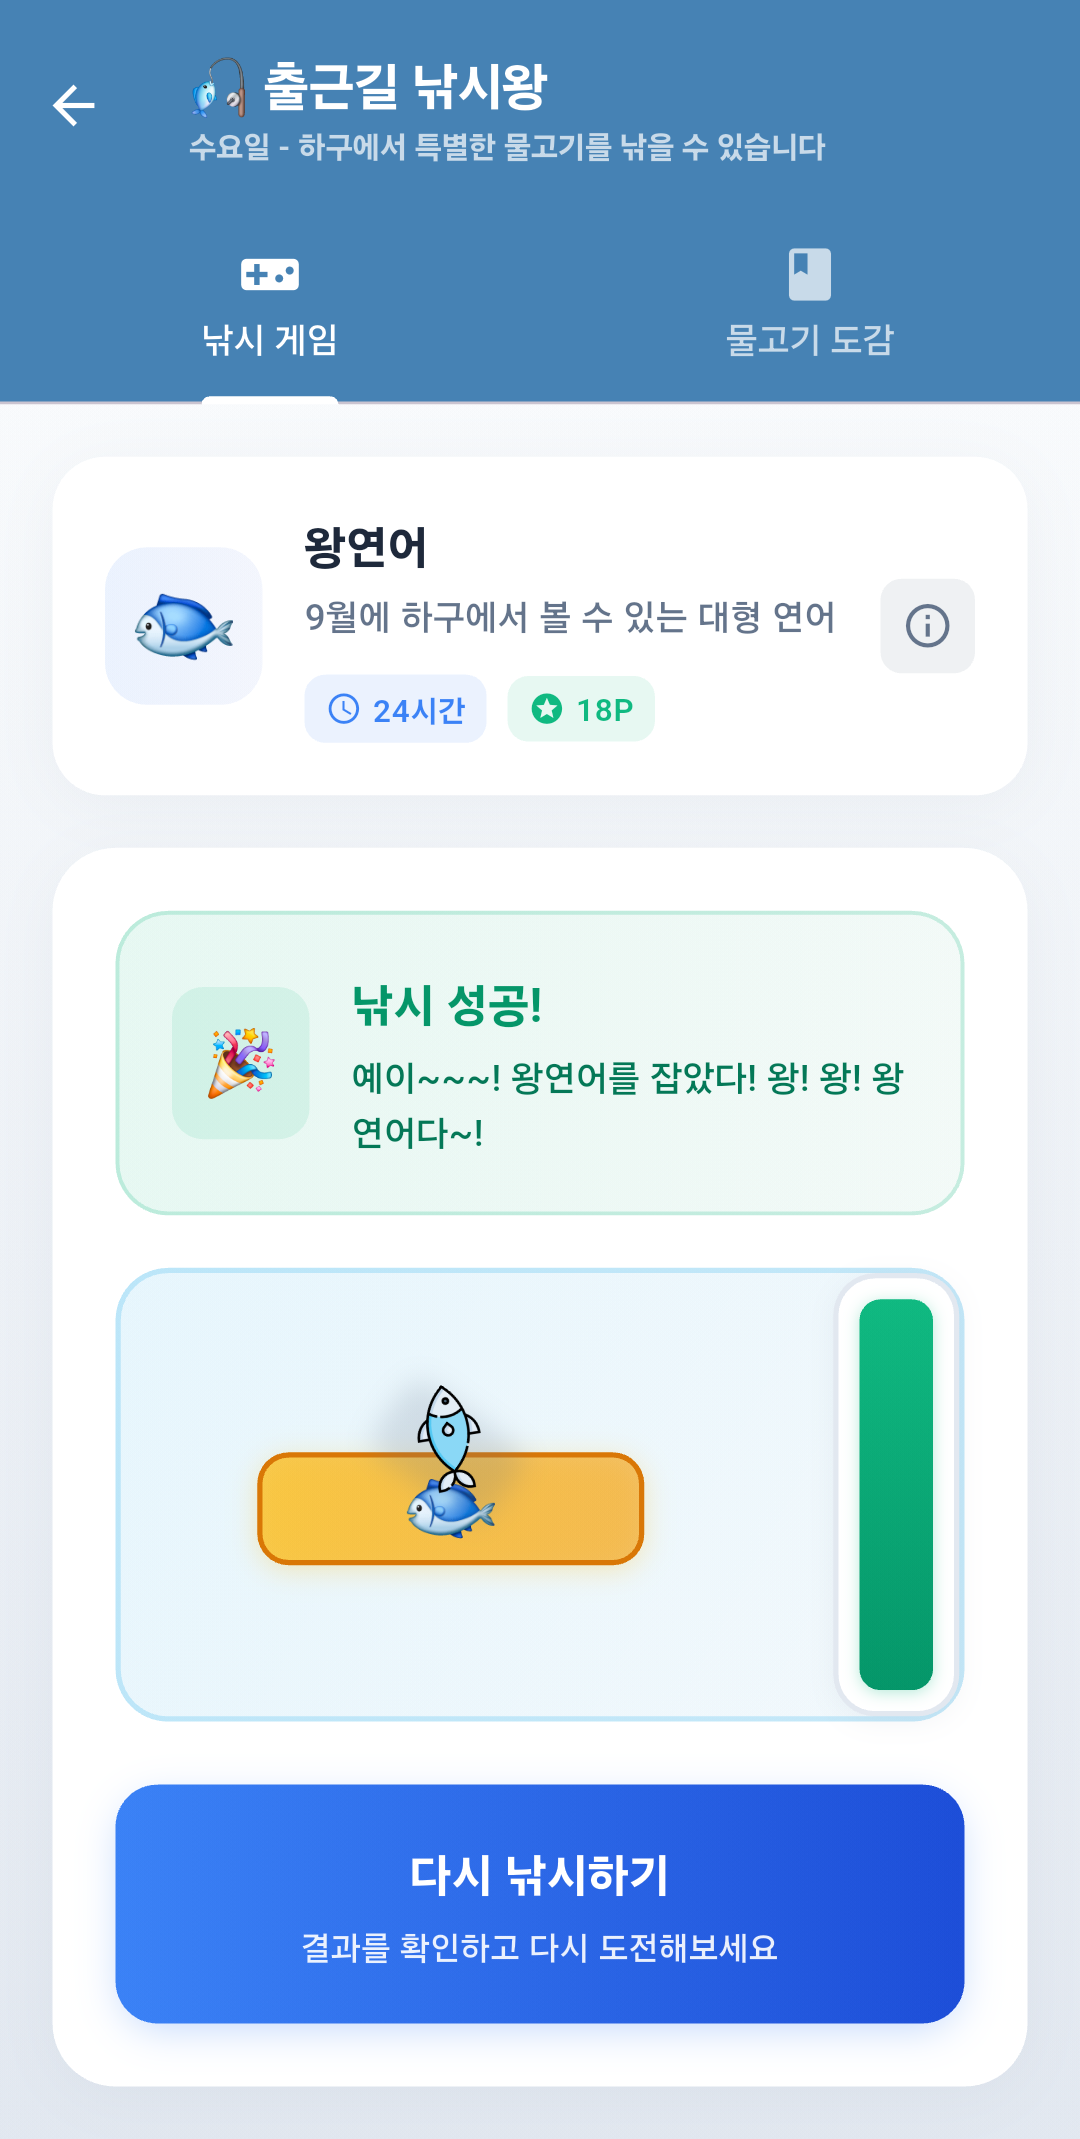 출근길 낚시왕
수요일 - 하구에서 특별한 물고기를 낚을 수 있습니다
낚시 게임
물고기 도감
왕연어
9월에 하구에서 볼 수 있는 대형 연어
24시간
18P
낚시 성공!
예이~~~! 왕연어를 잡았다! 왕! 왕! 왕
연어다~!
다시 낚시하기
결과를 확인하고 다시 도전해보세요